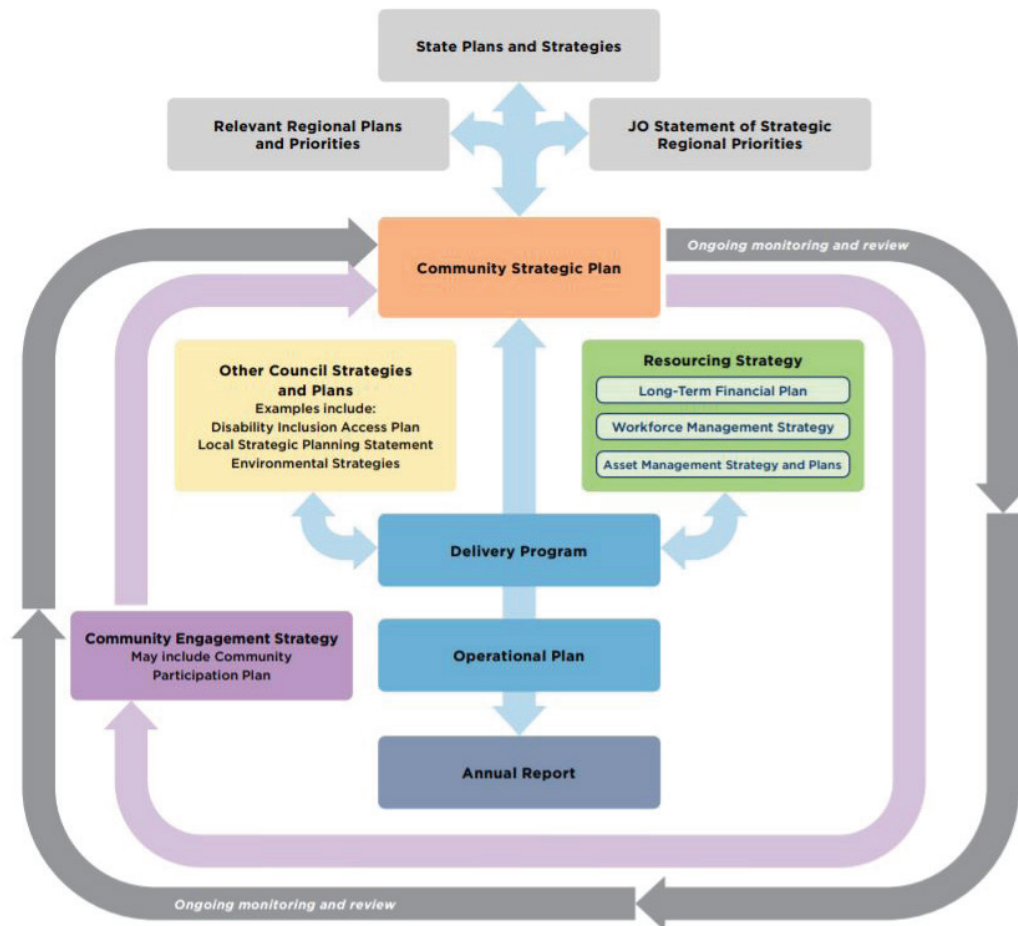 State Plans and Strategies
Relevant Regional Plans
and Priorities
JO Statement of Strategic
Regional Priorities
Community Strategic Plan
Ongoing monitoring and review
Other Council Strategies
and Plans
Examples include:
Disability Inclusion Access Plan
Local Strategic Planning Statement
Environmental Strategies
Resourcing Strategy
Long-Term Financial Plan
Workforce Management Strategy
Asset Management Strategy and Plans
Delivery Program
Community Engagement Strategy
May include Community
Participation Plan
Operational Plan
Annual Report
Ongoing monitoring and review